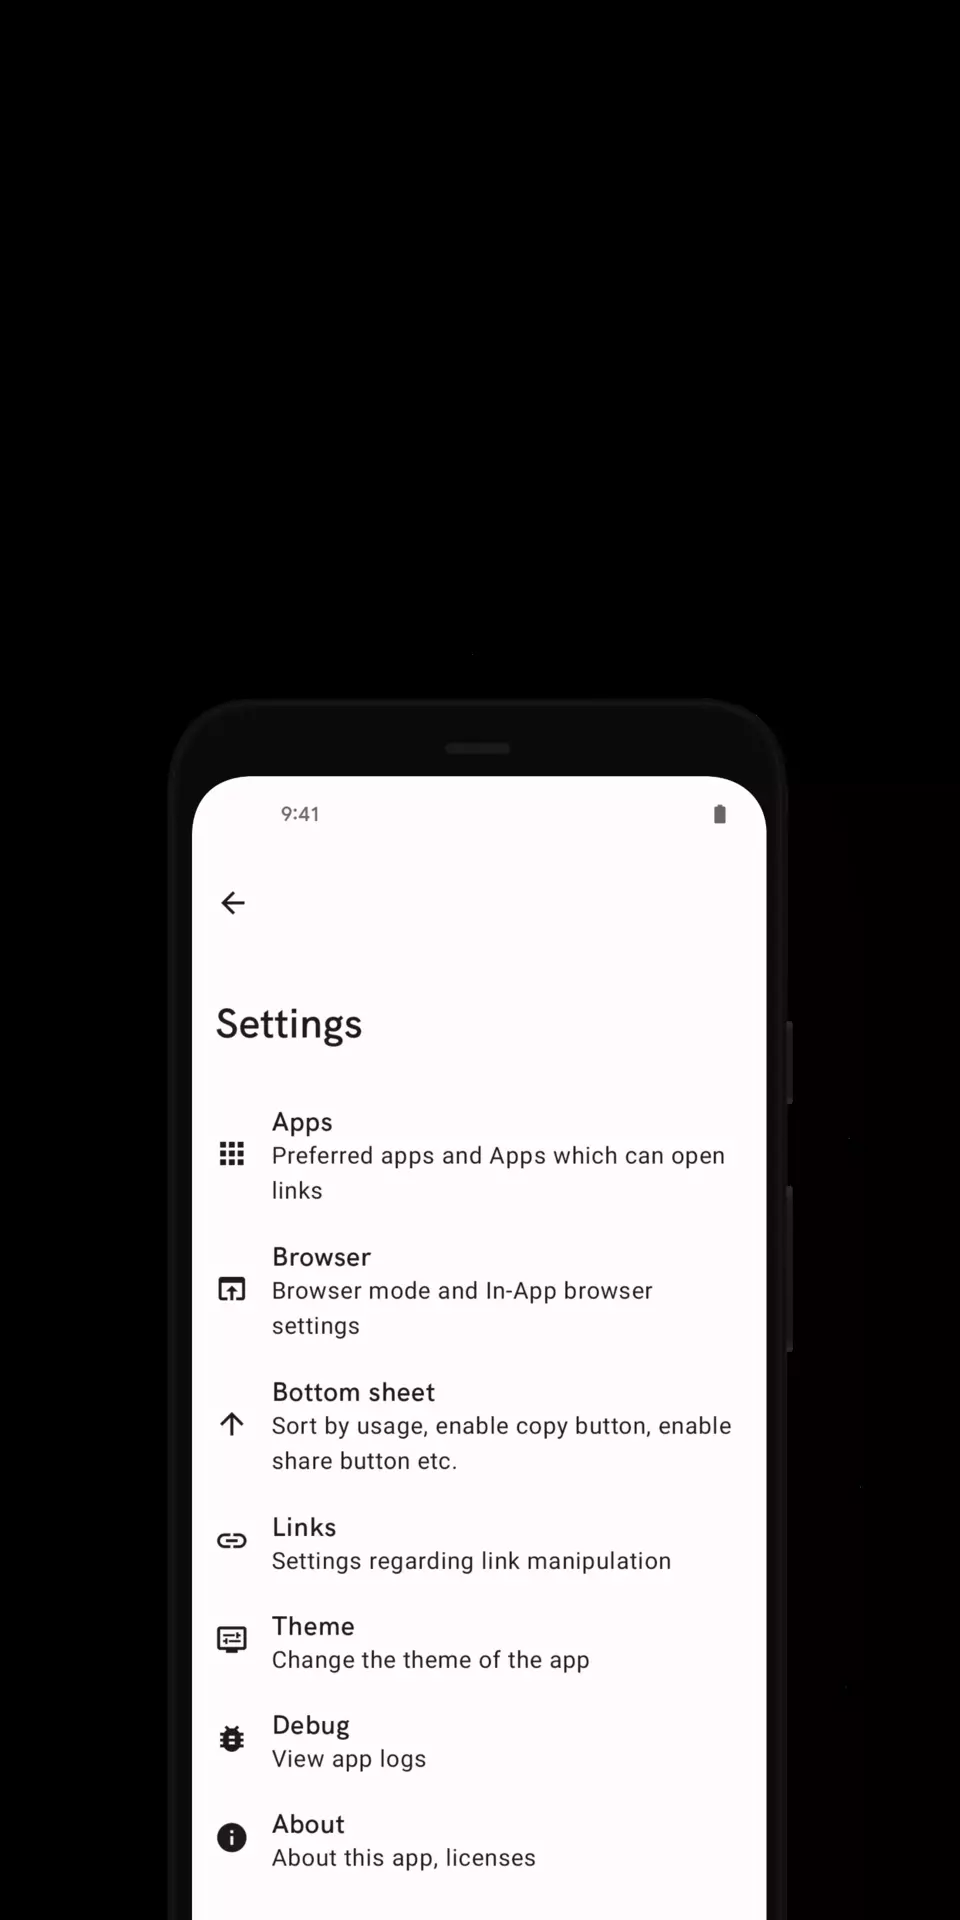 9:41
Settings
Apps
Preferred apps and Apps which can open
links
Browser
Browser mode and In-App browser
settings
Bottom sheet
Sort by usage, enable copy button, enable
share button etc.
Links
Settings regarding link manipulation
Theme
Change the theme of the app
Debug
View app logs
About
About this app, licenses